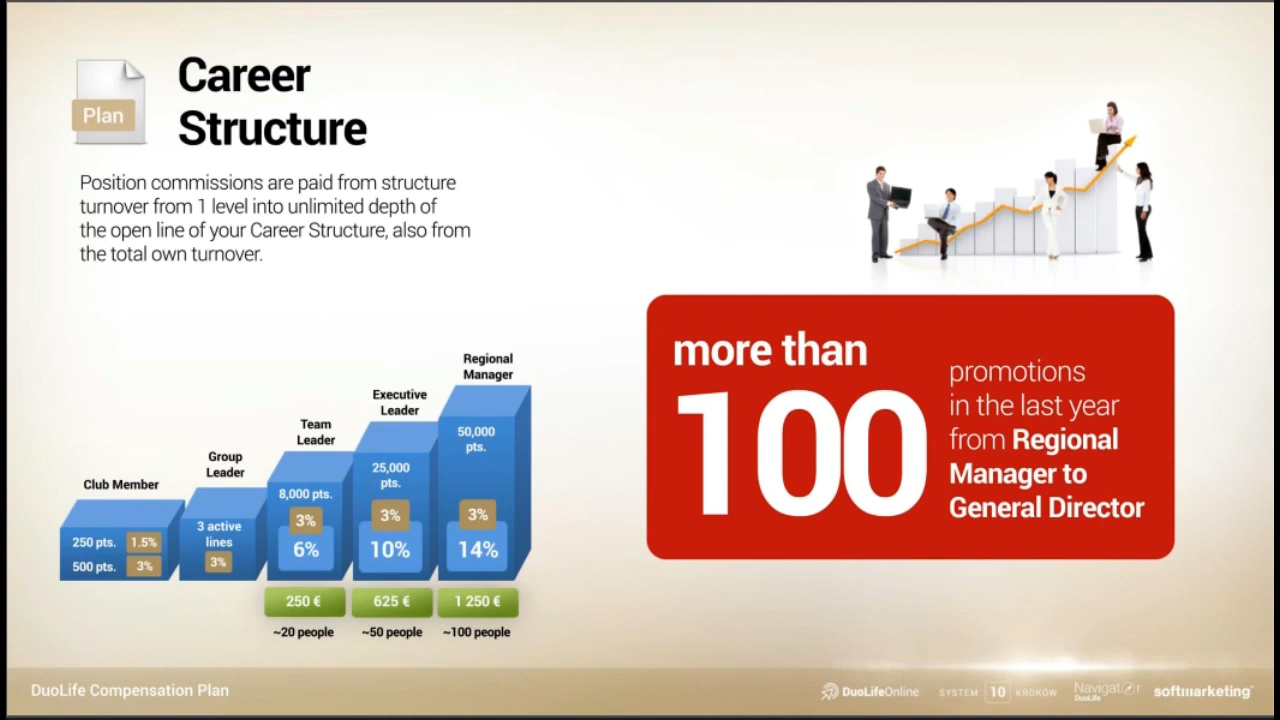 Plan
Career
Structure
Position commissions are paid from structure
turnover from 1 level into unlimited depth of
the open line of your Career Structure, also from
the total own turnover.
more than
100
promotions
in the last year
from Regional
Manager to
General Director
Club Member
250 pts. 1.5%
500 pts. 3%
Group
Leader
3 active
lines
3%
Team
Leader
8,000 pts.
3%
6%
250 €
~20 people
Executive
Leader
25,000
pts.
3%
10%
625 €
~50 people
Regional
Manager
50,000
pts.
3%
14%
1 250 €
~100 people
DuoLife Compensation Plan
DuoLifeOnline
SYSTEM 10 KROKÓW
Navigator
DuoLife
softmarketing